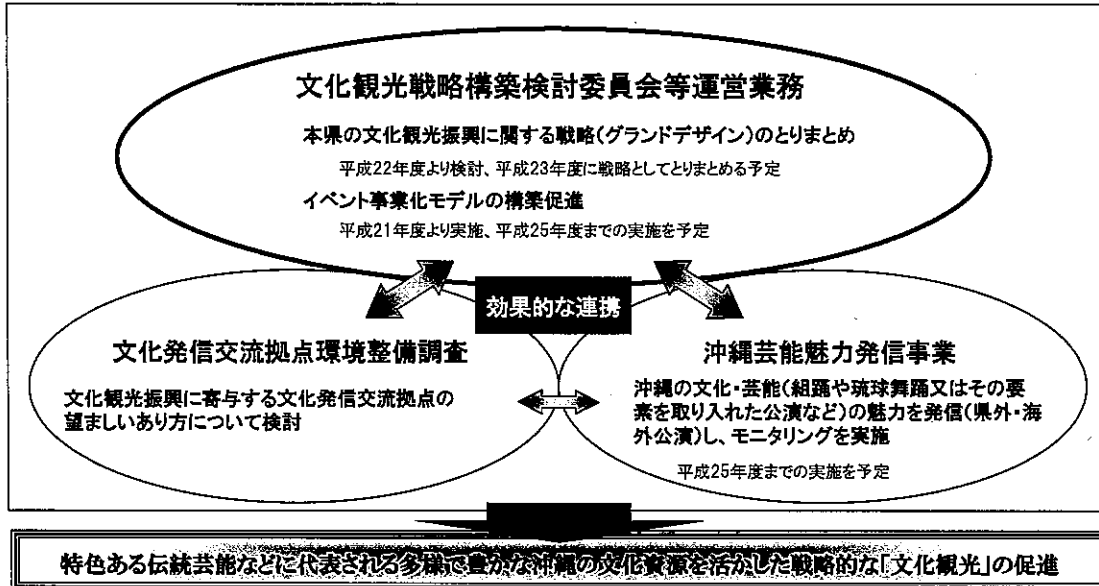 文化観光戦略構築検討委員会等運営業務
本県の文化観光振興に関する戦略(グランドデザイン)のとりまとめ
平成22年度より検討、平成23年度に戦略としてとりまとめる予定
イベント事業化モデルの構築促進
平成21年度より実施、平成25年度までの実施を予定
効果的な連携
文化発信交流拠点環境整備調査
文化観光振興に寄与する文化発信交流拠点の
望ましいあり方について検討
沖縄芸能魅力発信事業
沖縄の文化・芸能(組踊や琉球舞踊又はその要
素を取り入れた公演など)の魅力を発信(県外・海
外公演)し、モニタリングを実施
平成25年度までの実施を予定
特色ある伝統芸能などに代表される多様で豊かな沖縄の文化資源を活かした戦略的な「文化観光」の促進